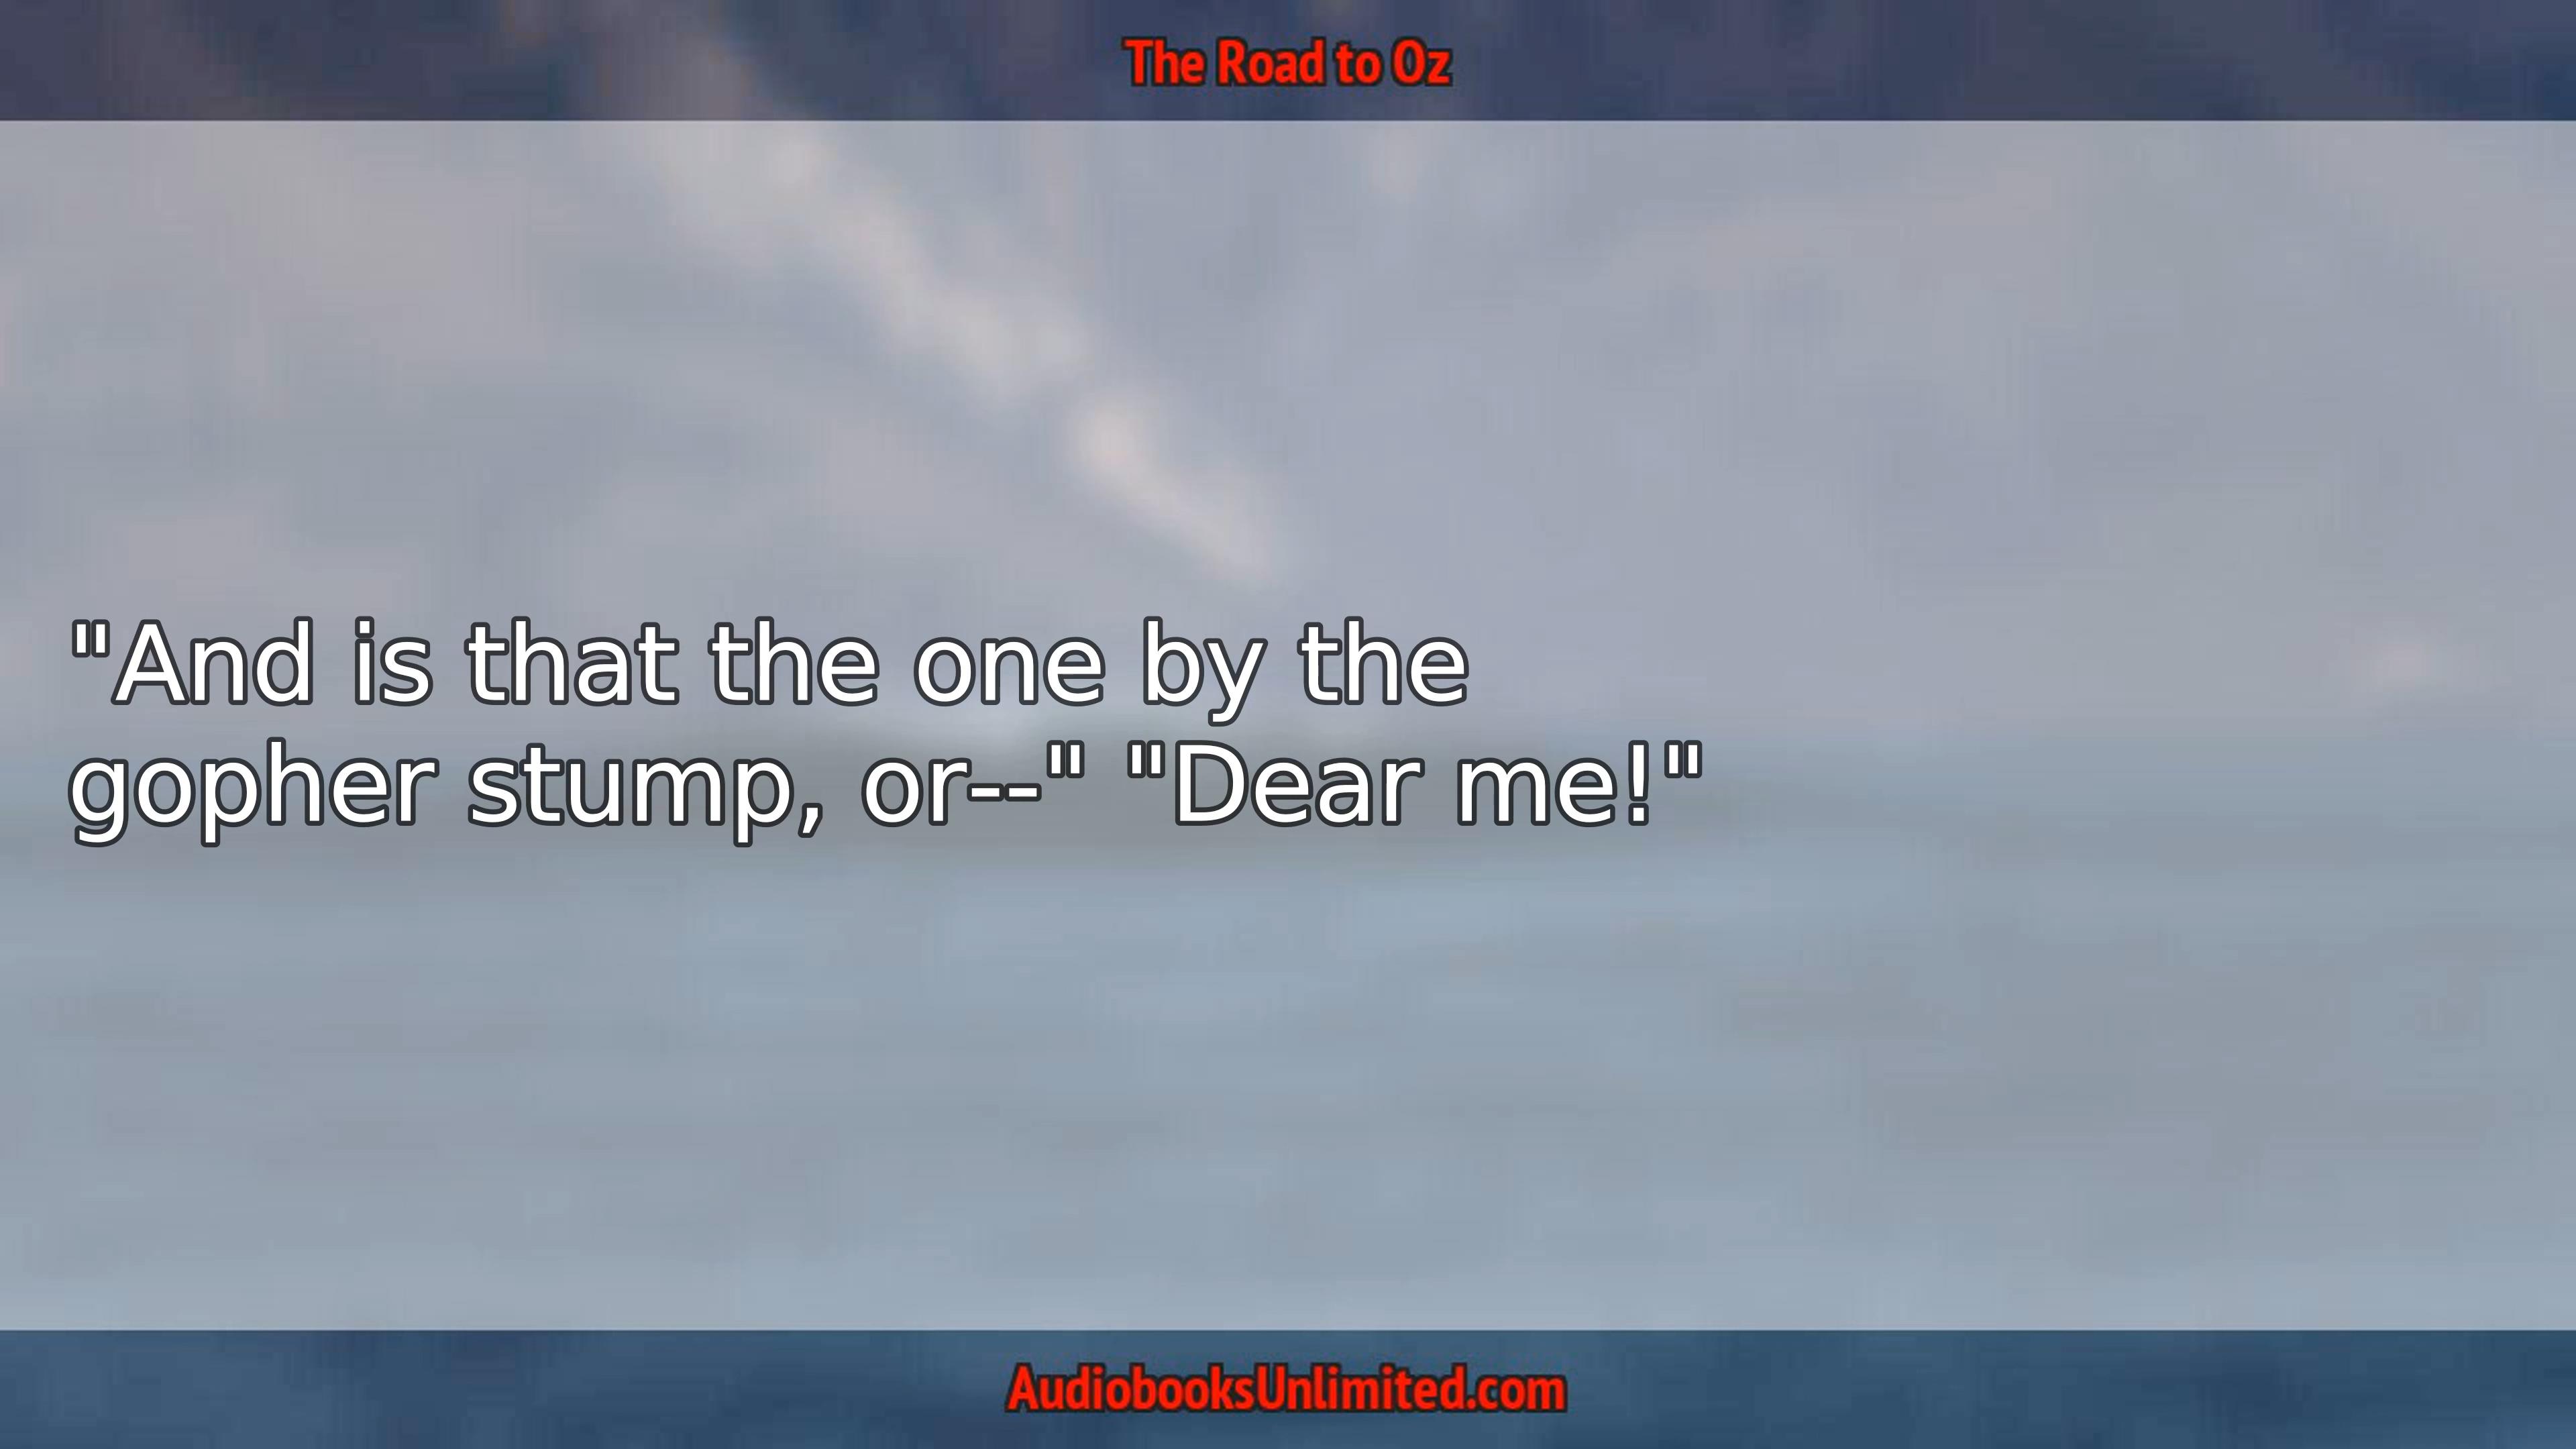 The Road to Oz
"And is that the one by the
gopher stump, or--" "Dear me!"
AudiobooksUnlimited.com